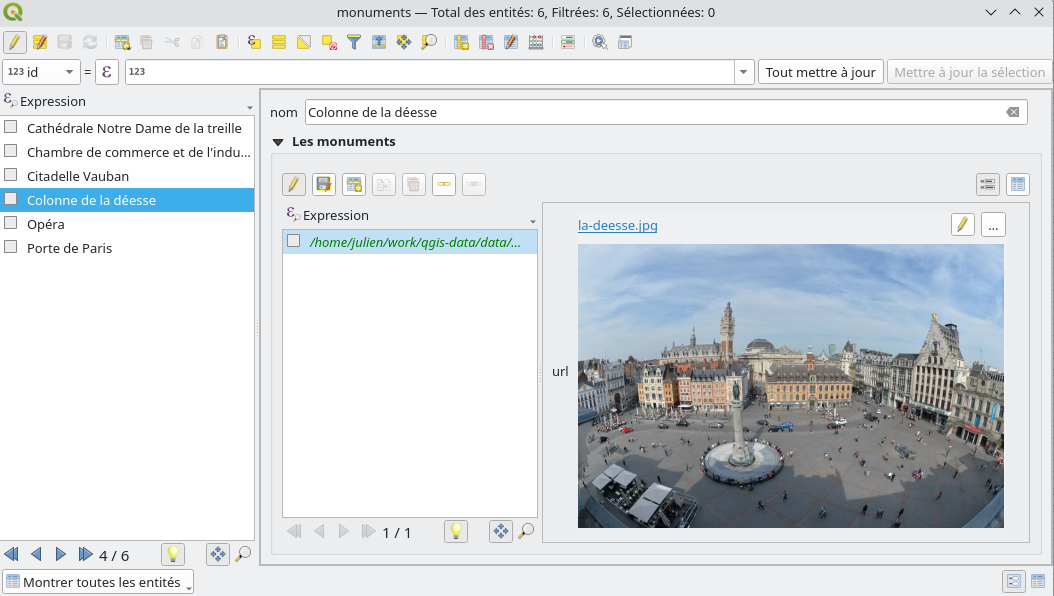 monuments — Total des entités: 6, Filtrées: 6, Sélectionnées: 0
123 id = ε 123 Tout mettre à jour Mettre à jour la sélection
Expression
Cathédrale Notre Dame de la treille
Chambre de commerce et de l'indu...
Citadelle Vauban
Colonne de la déesse
Opéra
Porte de Paris
4 / 6
Montrer toutes les entités
nom Colonne de la déesse
Les monuments
Expression
/home/julien/work/qgis-data/data/...
1 / 1
la-deesse.jpg ...
url